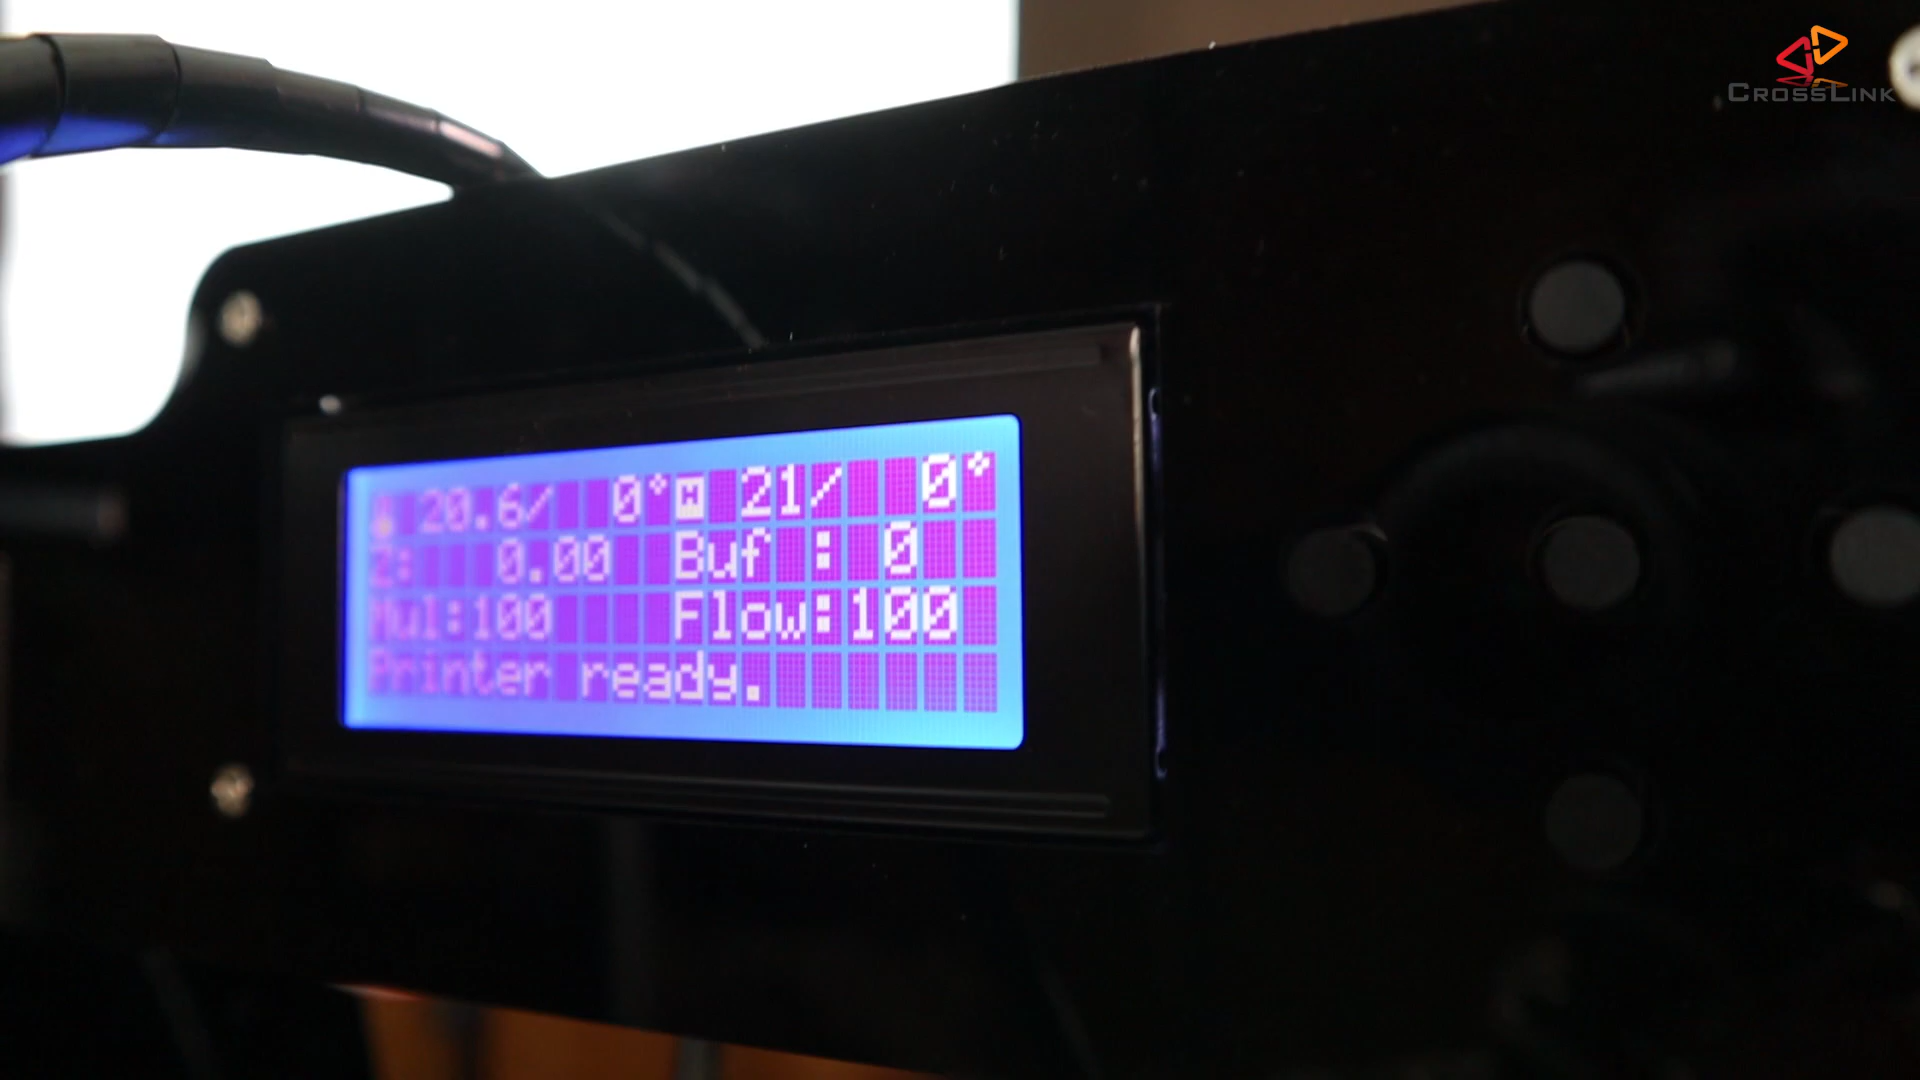 CROSSLINK
20.6/ 0° 21/ 0°
Z: 0.00 Buf : 0
Mul:100 Flow:100
Printer ready.